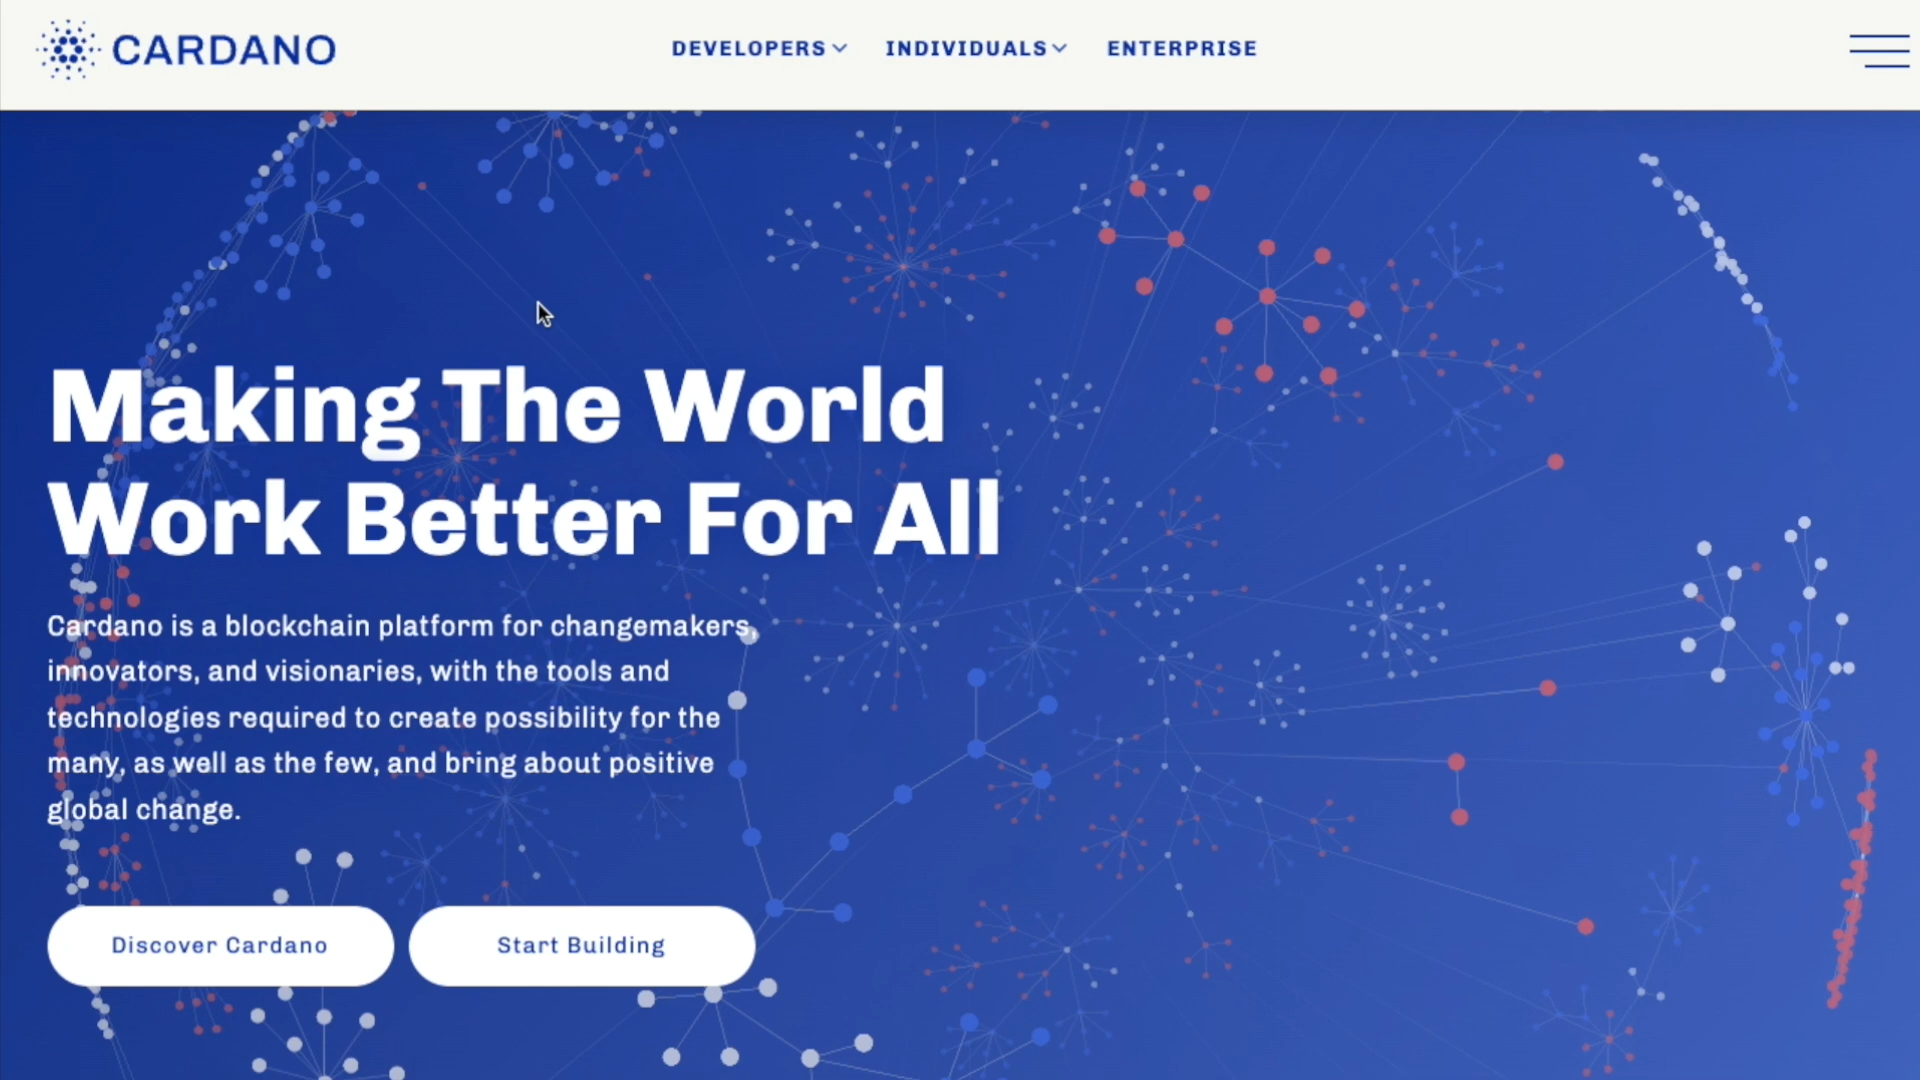 CARDANO
DEVELOPERS
INDIVIDUALS
ENTERPRISE
Making The World
Work Better For All
Cardano is a blockchain platform for changemakers,
innovators, and visionaries, with the tools and
technologies required to create possibility for the
many, as well as the few, and bring about positive
global change.
Discover Cardano
Start Building